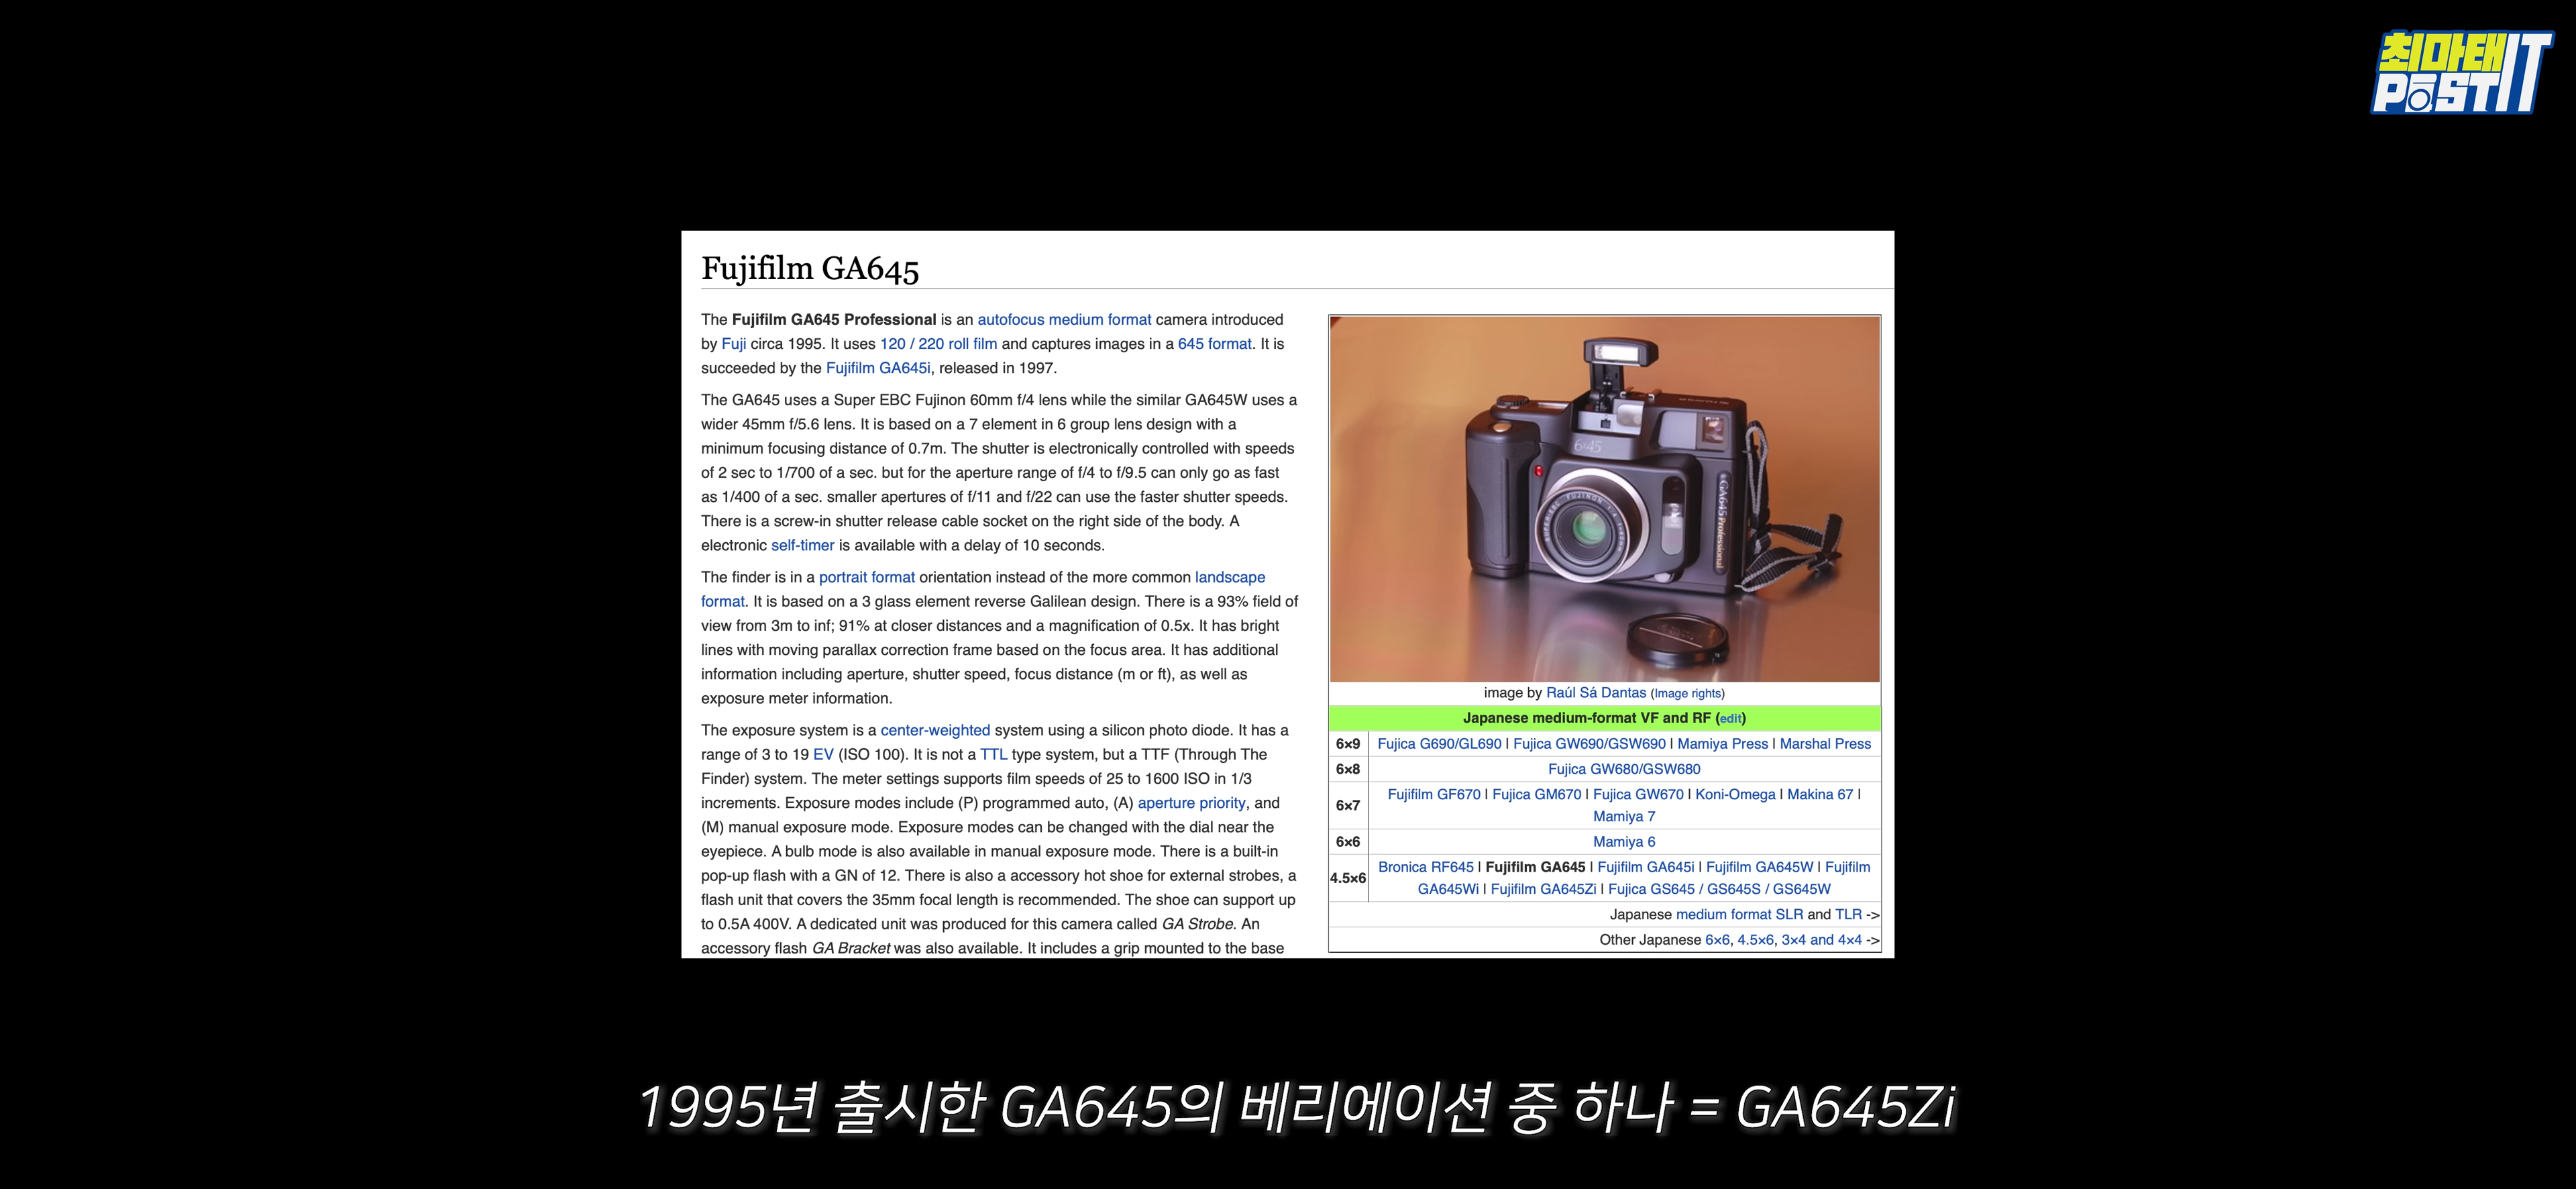 최마태 IT
POST
Fujifilm GA645
The Fujifilm GA645 Professional is an autofocus medium format camera introduced
by Fuji circa 1995. It uses 120 / 220 roll film and captures images in a 645 format. It is
succeeded by the Fujifilm GA645i, released in 1997.
The GA645 uses a Super EBC Fujinon 60mm f/4 lens while the similar GA645W uses a
wider 45mm f/5.6 lens. It is based on a 7 element in 6 group lens design with a
minimum focusing distance of 0.7m. The shutter is electronically controlled with speeds
of 2 sec to 1/700 of a sec. but for the aperture range of f/4 to f/9.5 can only go as fast
as 1/400 of a sec. smaller apertures of f/11 and f/22 can use the faster shutter speeds.
There is a screw-in shutter release cable socket on the right side of the body. A
electronic self-timer is available with a delay of 10 seconds.
The finder is in a portrait format orientation instead of the more common landscape
format. It is based on a 3 glass element reverse Galilean design. There is a 93% field of
view from 3m to inf; 91% at closer distances and a magnification of 0.5x. It has bright
lines with moving parallax correction frame based on the focus area. It has additional
information including aperture, shutter speed, focus distance (m or ft), as well as
exposure meter information.
The exposure system is a center-weighted system using a silicon photo diode. It has a
range of 3 to 19 EV (ISO 100). It is not a TTL type system, but a TTF (Through The
Finder) system. The meter settings supports film speeds of 25 to 1600 ISO in 1/3
increments. Exposure modes include (P) programmed auto, (A) aperture priority, and
(M) manual exposure mode. Exposure modes can be changed with the dial near the
eyepiece. A bulb mode is also available in manual exposure mode. There is a built-in
pop-up flash with a GN of 12. There is also a accessory hot shoe for external strobes, a
flash unit that covers the 35mm focal length is recommended. The shoe can support up
to 0.5A 400V. A dedicated unit was produced for this camera called GA Strobe. An
accessory flash GA Bracket was also available. It includes a grip mounted to the base
6x45
GA645 Professional
image by Raúl Sá Dantas (Image rights)
Japanese medium-format VF and RF (edit)
6×9 Fujica G690/GL690 | Fujica GW690/GSW690 | Mamiya Press | Marshal Press
6×8 Fujica GW680/GSW680
6×7 Fujifilm GF670 | Fujica GM670 | Fujica GW670 | Koni-Omega | Makina 67 |
Mamiya 7
6×6 Mamiya 6
4.5×6 Bronica RF645 | Fujifilm GA645 | Fujifilm GA645i | Fujifilm GA645W | Fujifilm
GA645Wi | Fujifilm GA645Zi | Fujica GS645 / GS645S / GS645W
Japanese medium format SLR and TLR ->
Other Japanese 6×6, 4.5×6, 3×4 and 4×4 ->
1995년 출시한 GA645의 베리에이션 중 하나 = GA645Zi